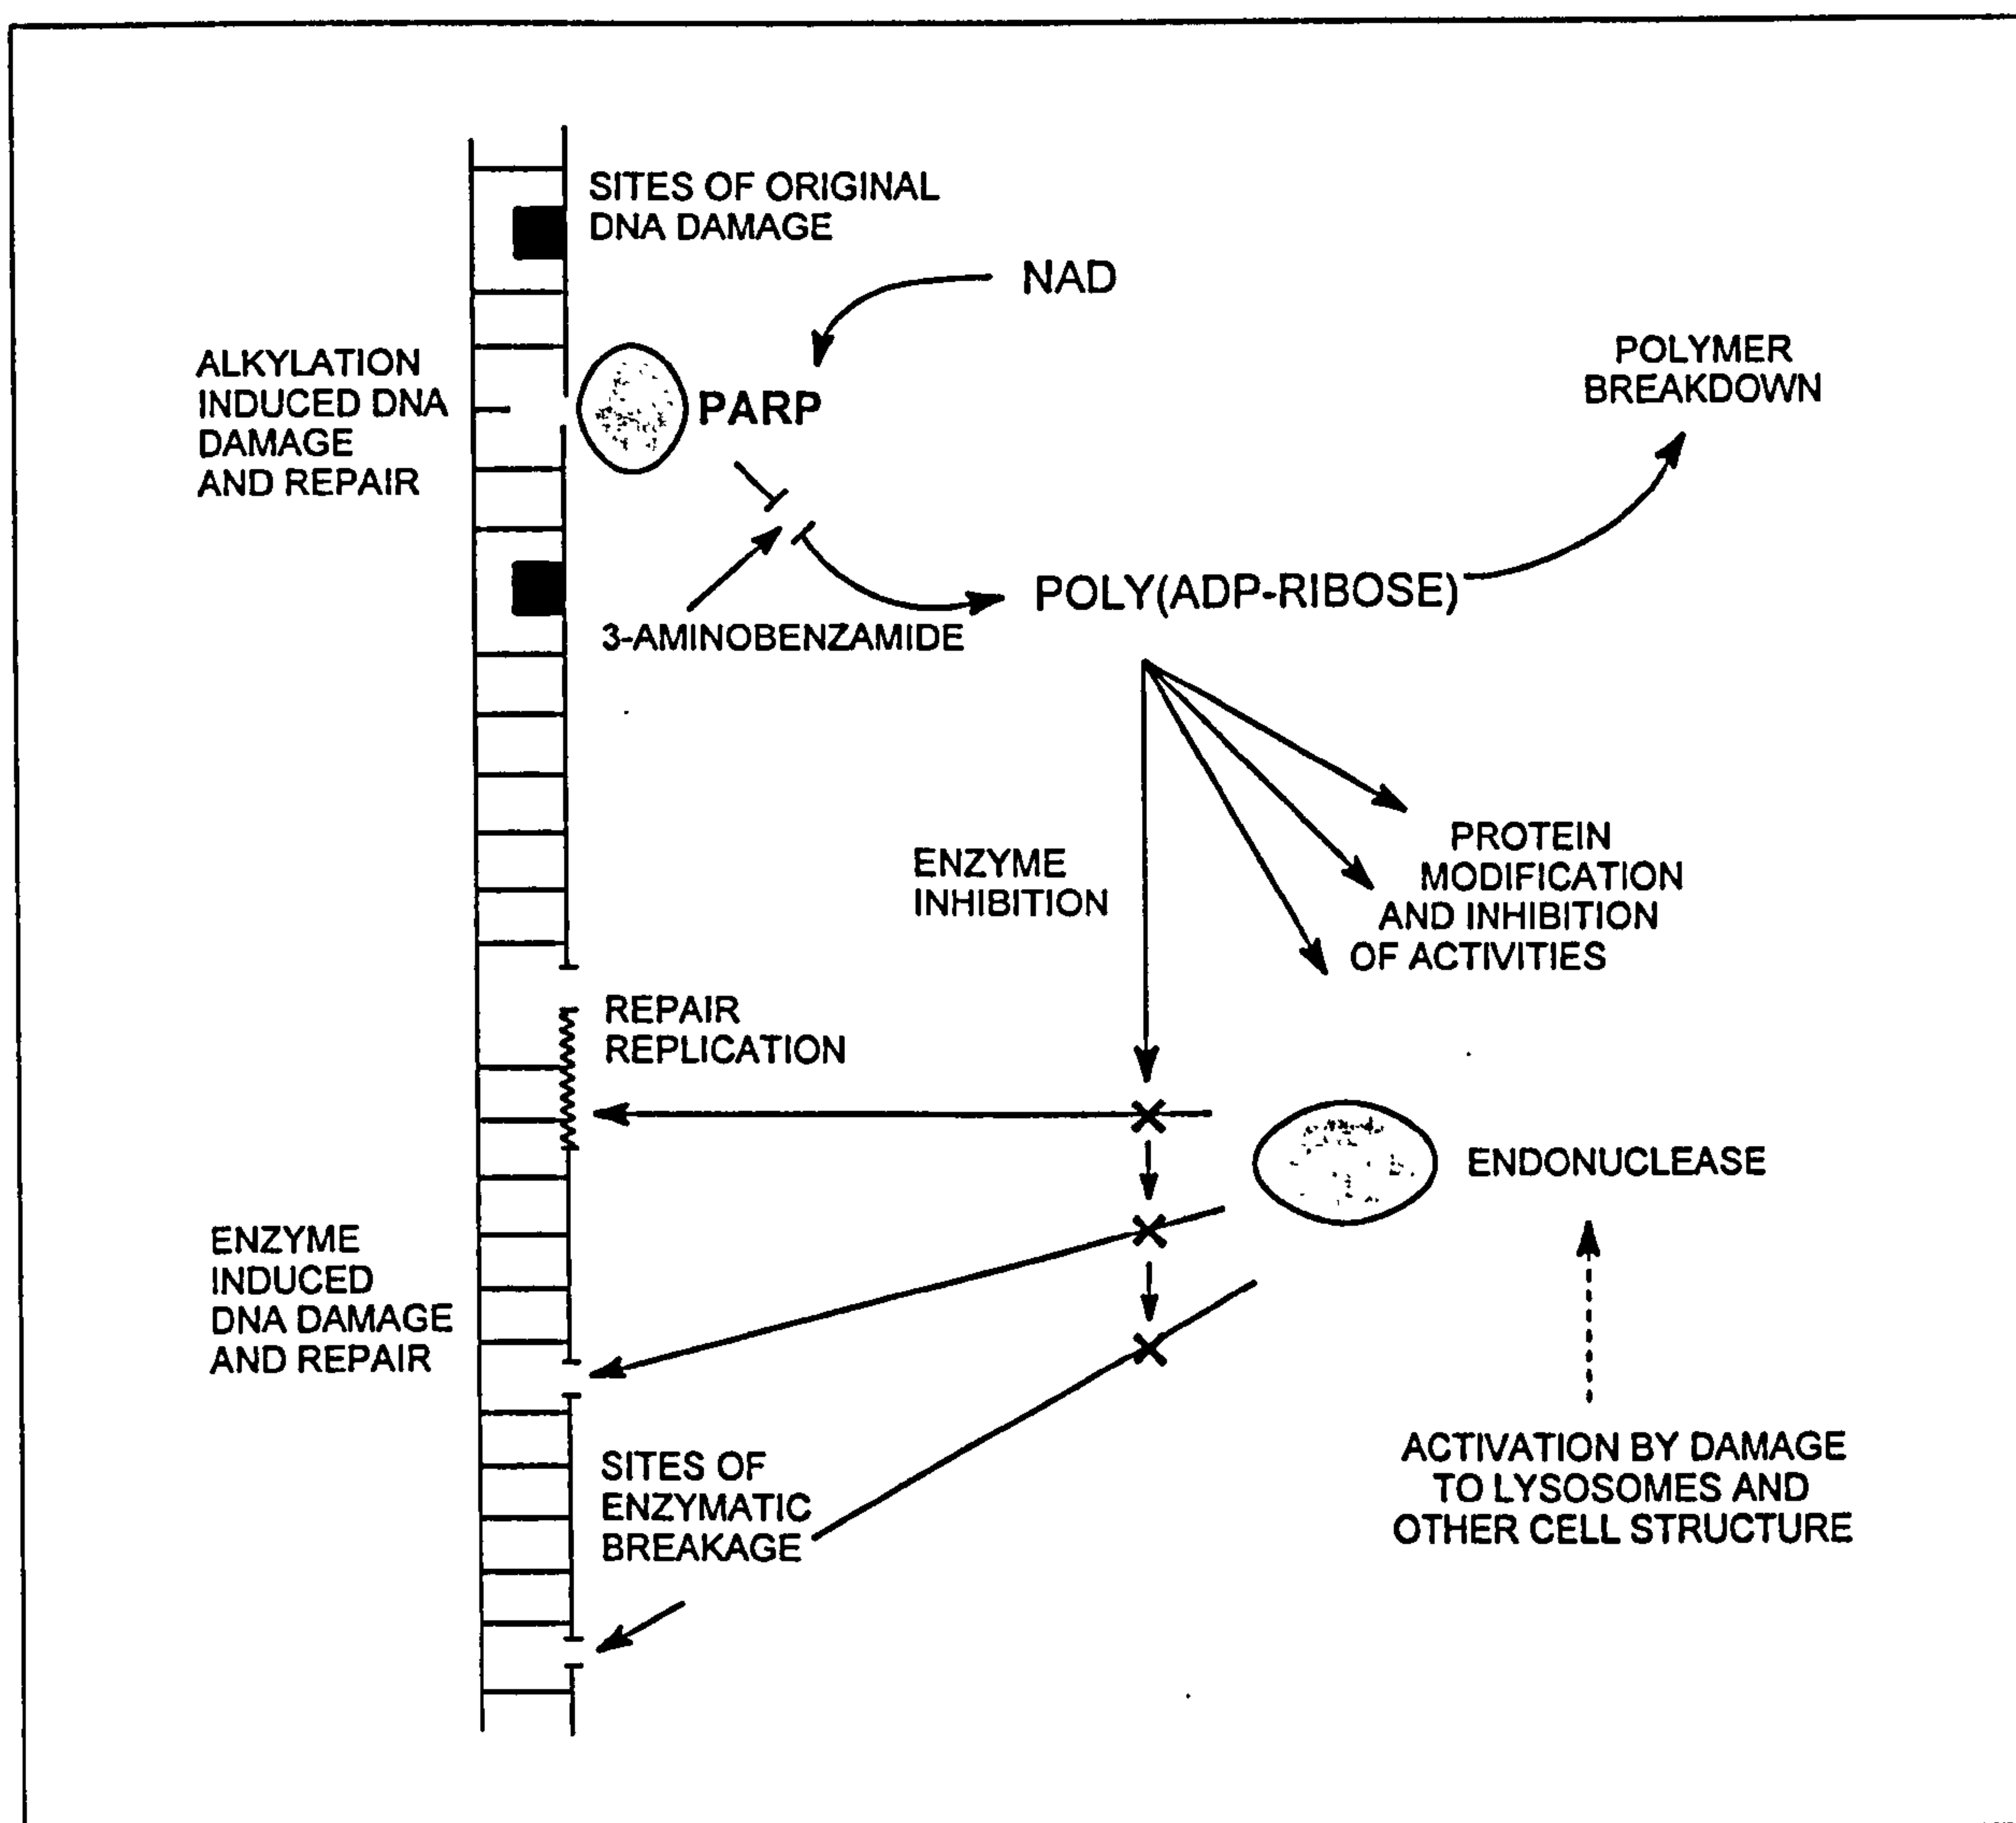 SITES OF ORIGINAL
DNA DAMAGE
NAD
ALKYLATION
INDUCED DNA
DAMAGE
AND REPAIR
PARP
POLYMER
BREAKDOWN
3-AMINOBENZAMIDE
POLY(ADP-RIBOSE)
ENZYME
INHIBITION
PROTEIN
MODIFICATION
AND INHIBITION
OF ACTIVITIES
REPAIR
REPLICATION
ENDONUCLEASE
ENZYME
INDUCED
DNA DAMAGE
AND REPAIR
SITES OF
ENZYMATIC
BREAKAGE
ACTIVATION BY DAMAGE
TO LYSOSOMES AND
OTHER CELL STRUCTURE